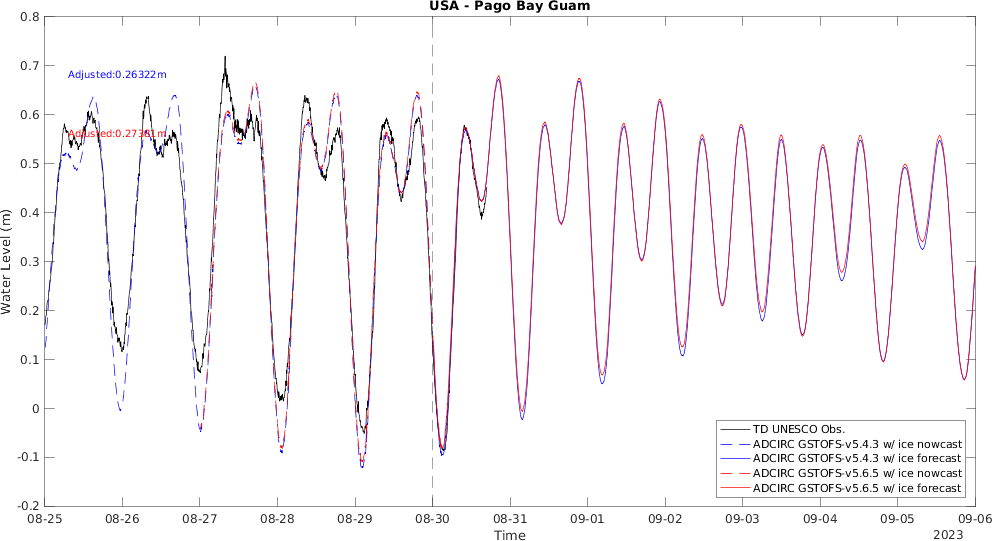 USA - Pago Bay Guam
0.8
0.7
0.6
0.5
0.4
0.3
0.2
0.1
0
-0.1
-0.2
Water Level (m)
Adjusted:0.26322m
TD UNESCO Obs.
ADCIRC GSTOFS-v5.4.3 w/ ice nowcast
ADCIRC GSTOFS-v5.4.3 w/ ice forecast
ADCIRC GSTOFS-v5.6.5 w/ ice nowcast
ADCIRC GSTOFS-v5.6.5 w/ ice forecast
08-25 08-26 08-27 08-28 08-29 08-30 08-31 09-01 09-02 09-03 09-04 09-05 09-06
Time
2023